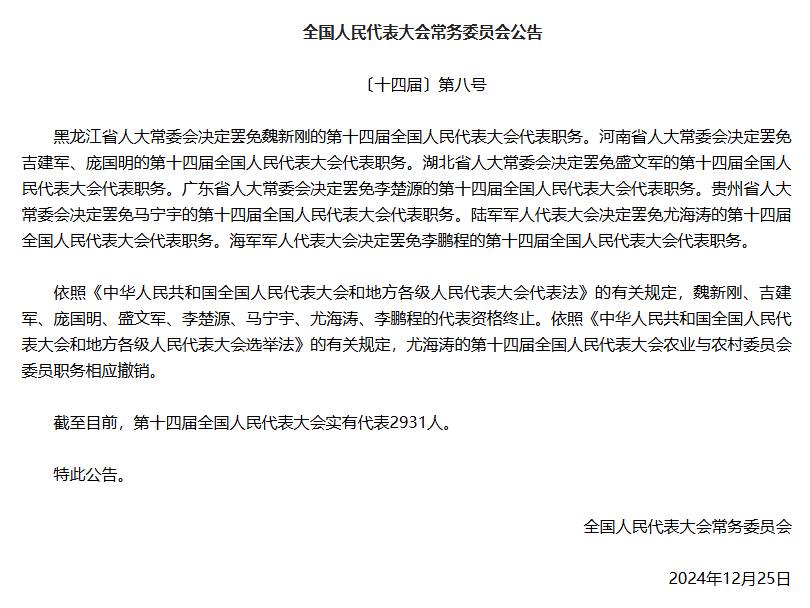 全国人民代表大会常务委员会公告
〔十四届〕第八号
黑龙江省人大常委会决定罢免魏新刚的第十四届全国人民代表大会代表职务。河南省人大常委会决定罢免
吉建军、庞国明的第十四届全国人民代表大会代表职务。湖北省人大常委会决定罢免盛文军的第十四届全国人
民代表大会代表职务。广东省人大常委会决定罢免李楚源的第十四届全国人民代表大会代表职务。贵州省人大
常委会决定罢免马宁宇的第十四届全国人民代表大会代表职务。陆军军人代表大会决定罢免尤海涛的第十四届
全国人民代表大会代表职务。海军军人代表大会决定罢免李鹏程的第十四届全国人民代表大会代表职务。
依照《中华人民共和国全国人民代表大会和地方各级人民代表大会代表法》的有关规定，魏新刚、吉建
军、庞国明、盛文军、李楚源、马宁宇、尤海涛、李鹏程的代表资格终止。依照《中华人民共和国全国人民代
表大会和地方各级人民代表大会选举法》的有关规定，尤海涛的第十四届全国人民代表大会农业与农村委员会
委员职务相应撤销。
截至目前，第十四届全国人民代表大会实有代表2931人。
特此公告。
全国人民代表大会常务委员会
2024年12月25日